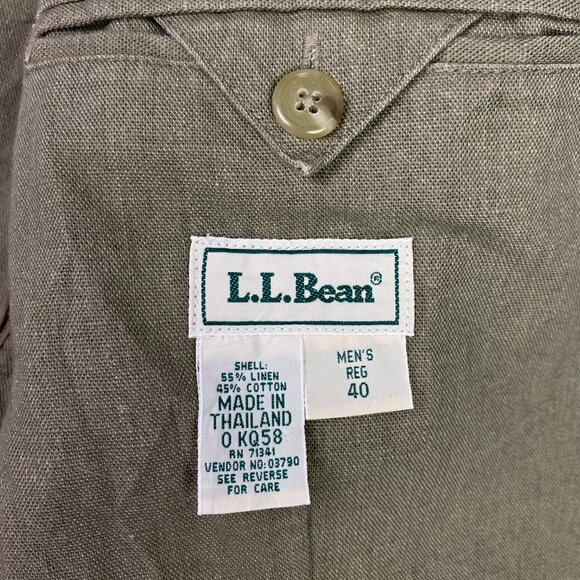 L.L.Bean®
SHELL:
55% LINEN
45% COTTON
MADE IN
THAILAND
0 KQ58
RN 71341
VENDOR NO: 03790
SEE REVERSE
FOR CARE
MEN'S
REG
40